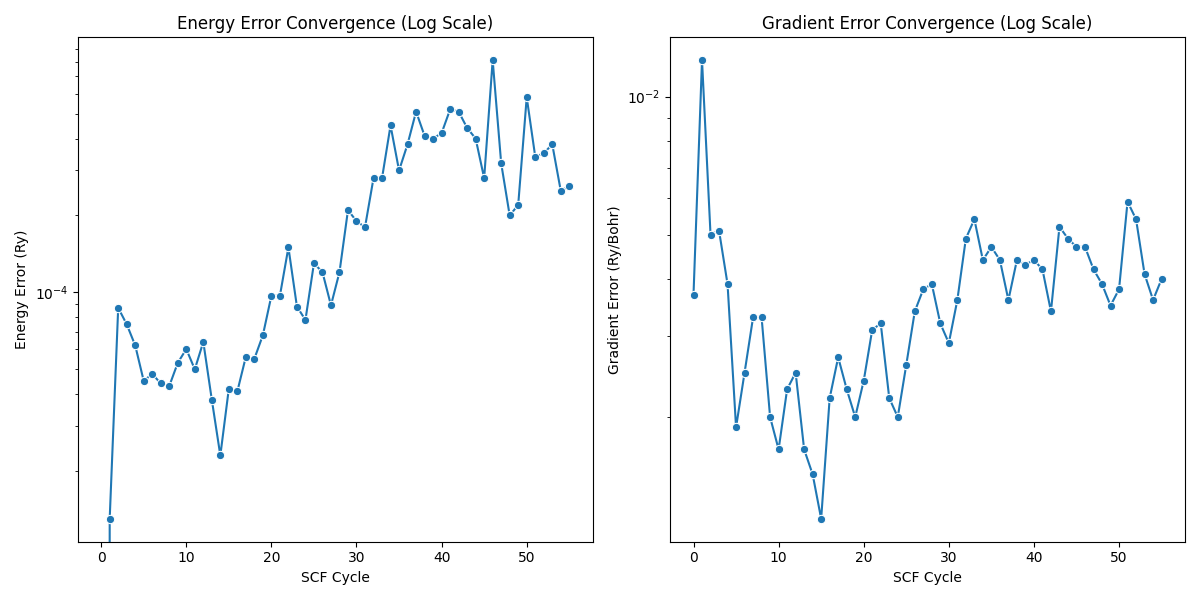 Energy Error Convergence (Log Scale)
Energy Error (Ry)
10⁻⁴
0 10 20 30 40 50
SCF Cycle
Gradient Error Convergence (Log Scale)
Gradient Error (Ry/Bohr)
10⁻²
0 10 20 30 40 50
SCF Cycle